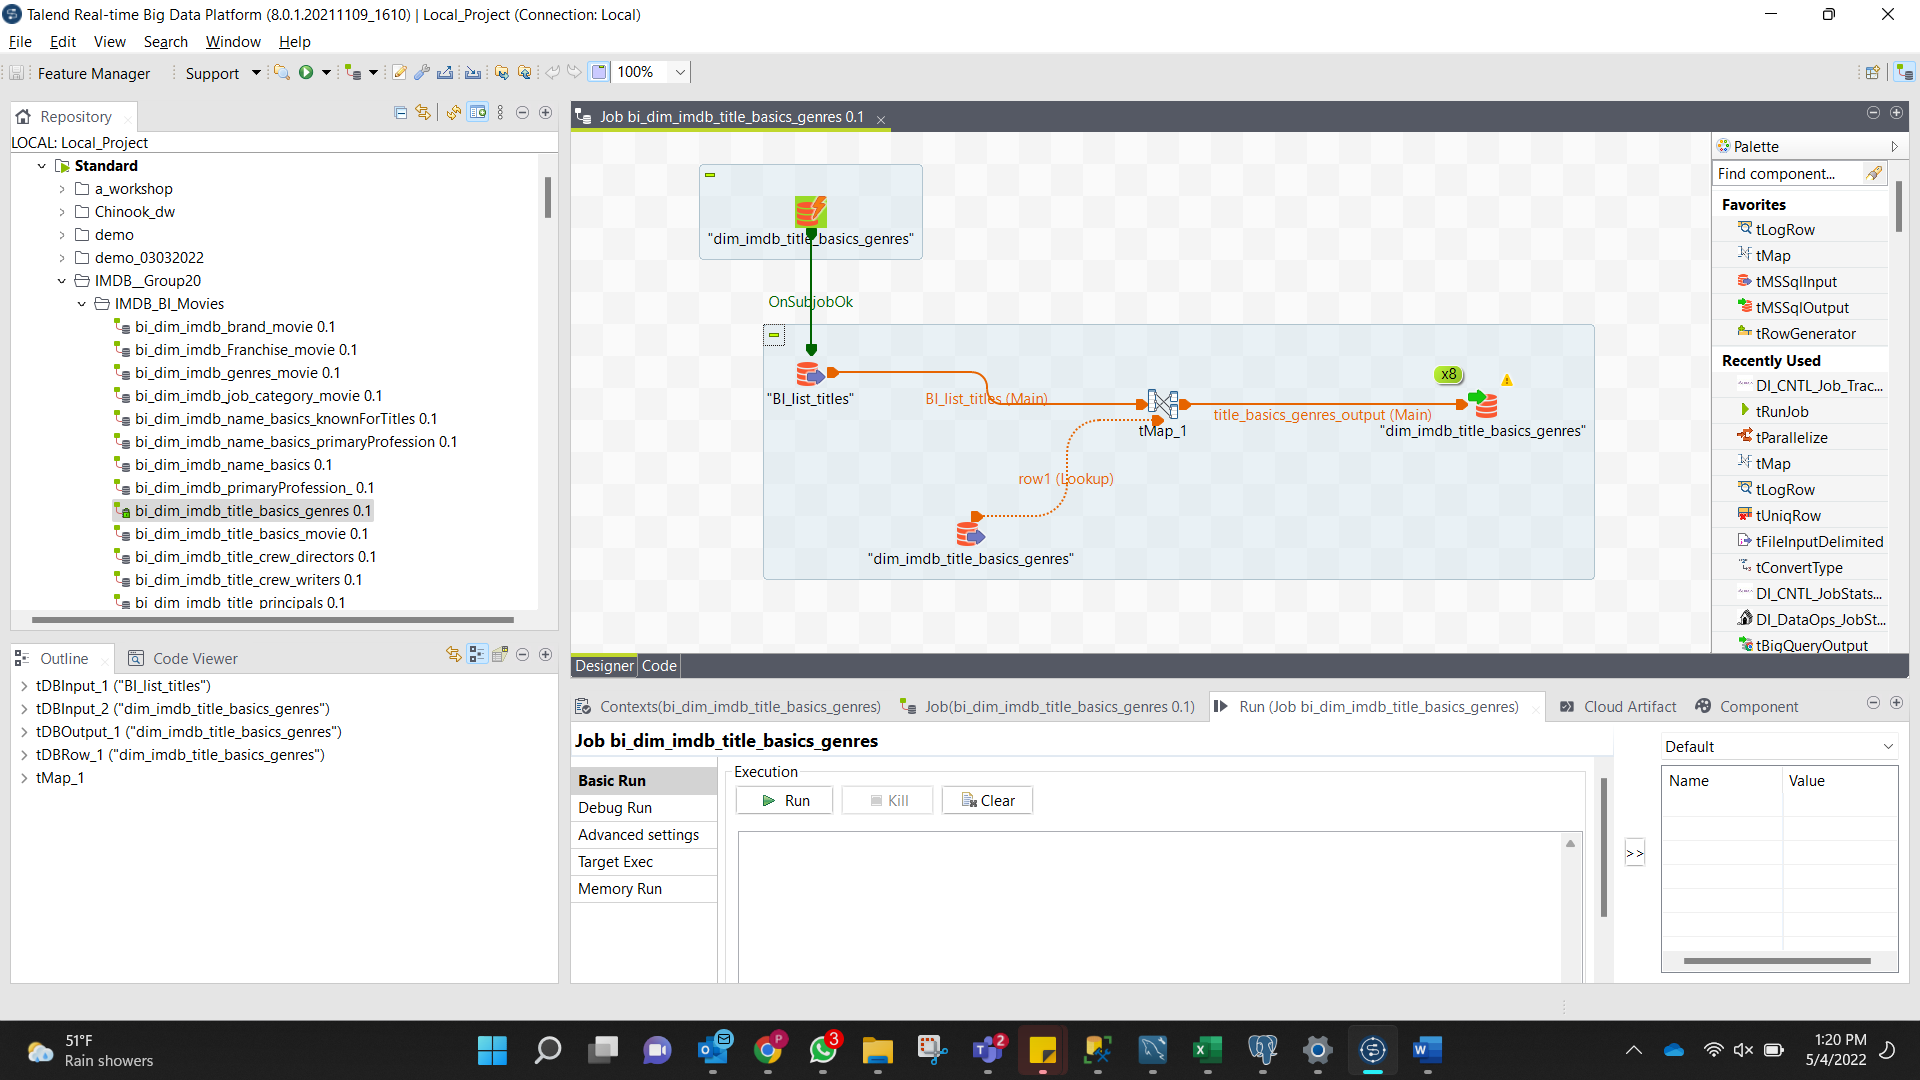 Talend Real-time Big Data Platform (8.0.1.20211109_1610) | Local_Project (Connection: Local)
File Edit View Search Window Help
Feature Manager Support 100%
Repository
LOCAL: Local_Project
Standard
a_workshop
Chinook_dw
demo
demo_03032022
IMDB__Group20
IMDB_BI_Movies
bi_dim_imdb_brand_movie 0.1
bi_dim_imdb_Franchise_movie 0.1
bi_dim_imdb_genres_movie 0.1
bi_dim_imdb_job_category_movie 0.1
bi_dim_imdb_name_basics_knownForTitles 0.1
bi_dim_imdb_name_basics_primaryProfession 0.1
bi_dim_imdb_name_basics 0.1
bi_dim_imdb_primaryProfession_ 0.1
bi_dim_imdb_title_basics_genres 0.1
bi_dim_imdb_title_basics_movie 0.1
bi_dim_imdb_title_crew_directors 0.1
bi_dim_imdb_title_crew_writers 0.1
bi_dim_imdb_title_principals 0.1
Job bi_dim_imdb_title_basics_genres 0.1
"dim_imdb_title_basics_genres"
OnSubjobOk
"BI_list_titles"
BI_list_titles (Main)
tMap_1
title_basics_genres_output (Main)
x8
"dim_imdb_title_basics_genres"
row1 (Lookup)
"dim_imdb_title_basics_genres"
Designer Code
Palette
Find component...
Favorites
tLogRow
tMap
tMSSqlInput
tMSSqlOutput
tRowGenerator
Recently Used
DI_CNTL_Job_Trac...
tRunJob
tParallelize
tMap
tLogRow
tUniqRow
tFileInputDelimited
tConvertType
DI_CNTL_JobStats...
DI_DataOps_JobSt...
tBigQueryOutput
Outline Code Viewer
tDBInput_1 ("BI_list_titles")
tDBInput_2 ("dim_imdb_title_basics_genres")
tDBOutput_1 ("dim_imdb_title_basics_genres")
tDBRow_1 ("dim_imdb_title_basics_genres")
tMap_1
Contexts(bi_dim_imdb_title_basics_genres) Job(bi_dim_imdb_title_basics_genres 0.1) Run (Job bi_dim_imdb_title_basics_genres) Cloud Artifact Component
Job bi_dim_imdb_title_basics_genres
Basic Run
Debug Run
Advanced settings
Target Exec
Memory Run
Execution
Run Kill Clear
>>
Default
Name Value
51°F
Rain showers
P
3
2
1:20 PM
5/4/2022